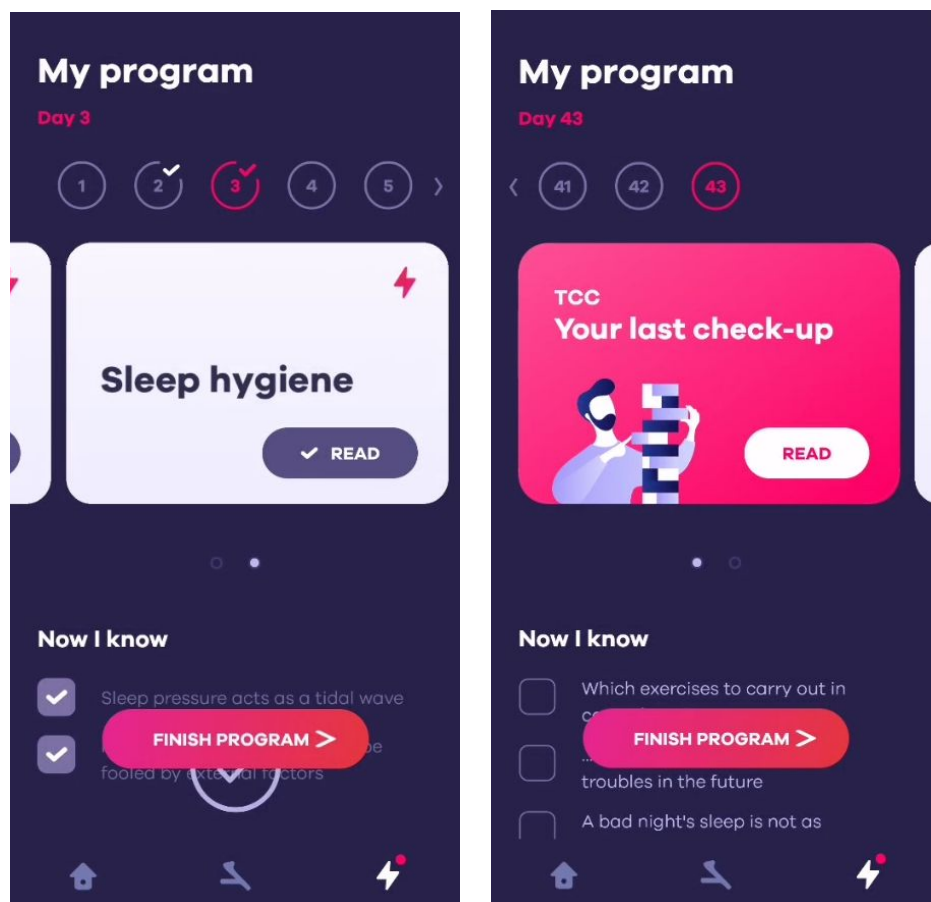 My program
Day 3
1 2 3 4 5
Sleep hygiene
READ
Now I know
Sleep pressure acts as a tidal wave
FINISH PROGRAM
fooled by external factors
My program
Day 43
41 42 43
TCC
Your last check-up
READ
Now I know
Which exercises to carry out in
FINISH PROGRAM
troubles in the future
A bad night's sleep is not as